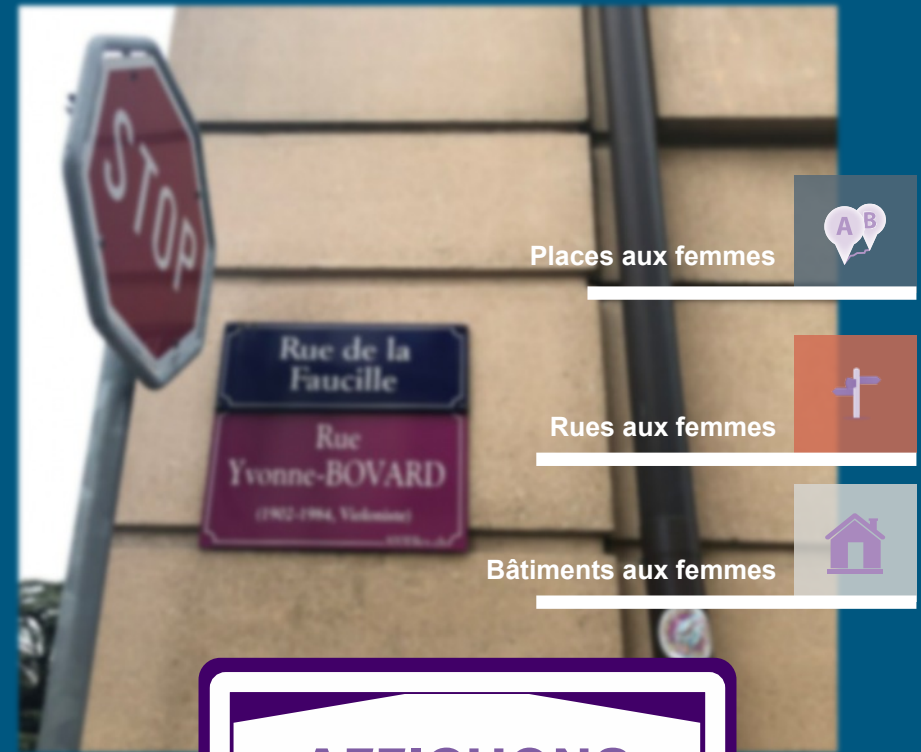 STOP
Places aux femmes
A B
Rue de la
Faucille
Rue
Yvonne-BOVARD
(1902-1984, Violoniste)
Rues aux femmes
Bâtiments aux femmes